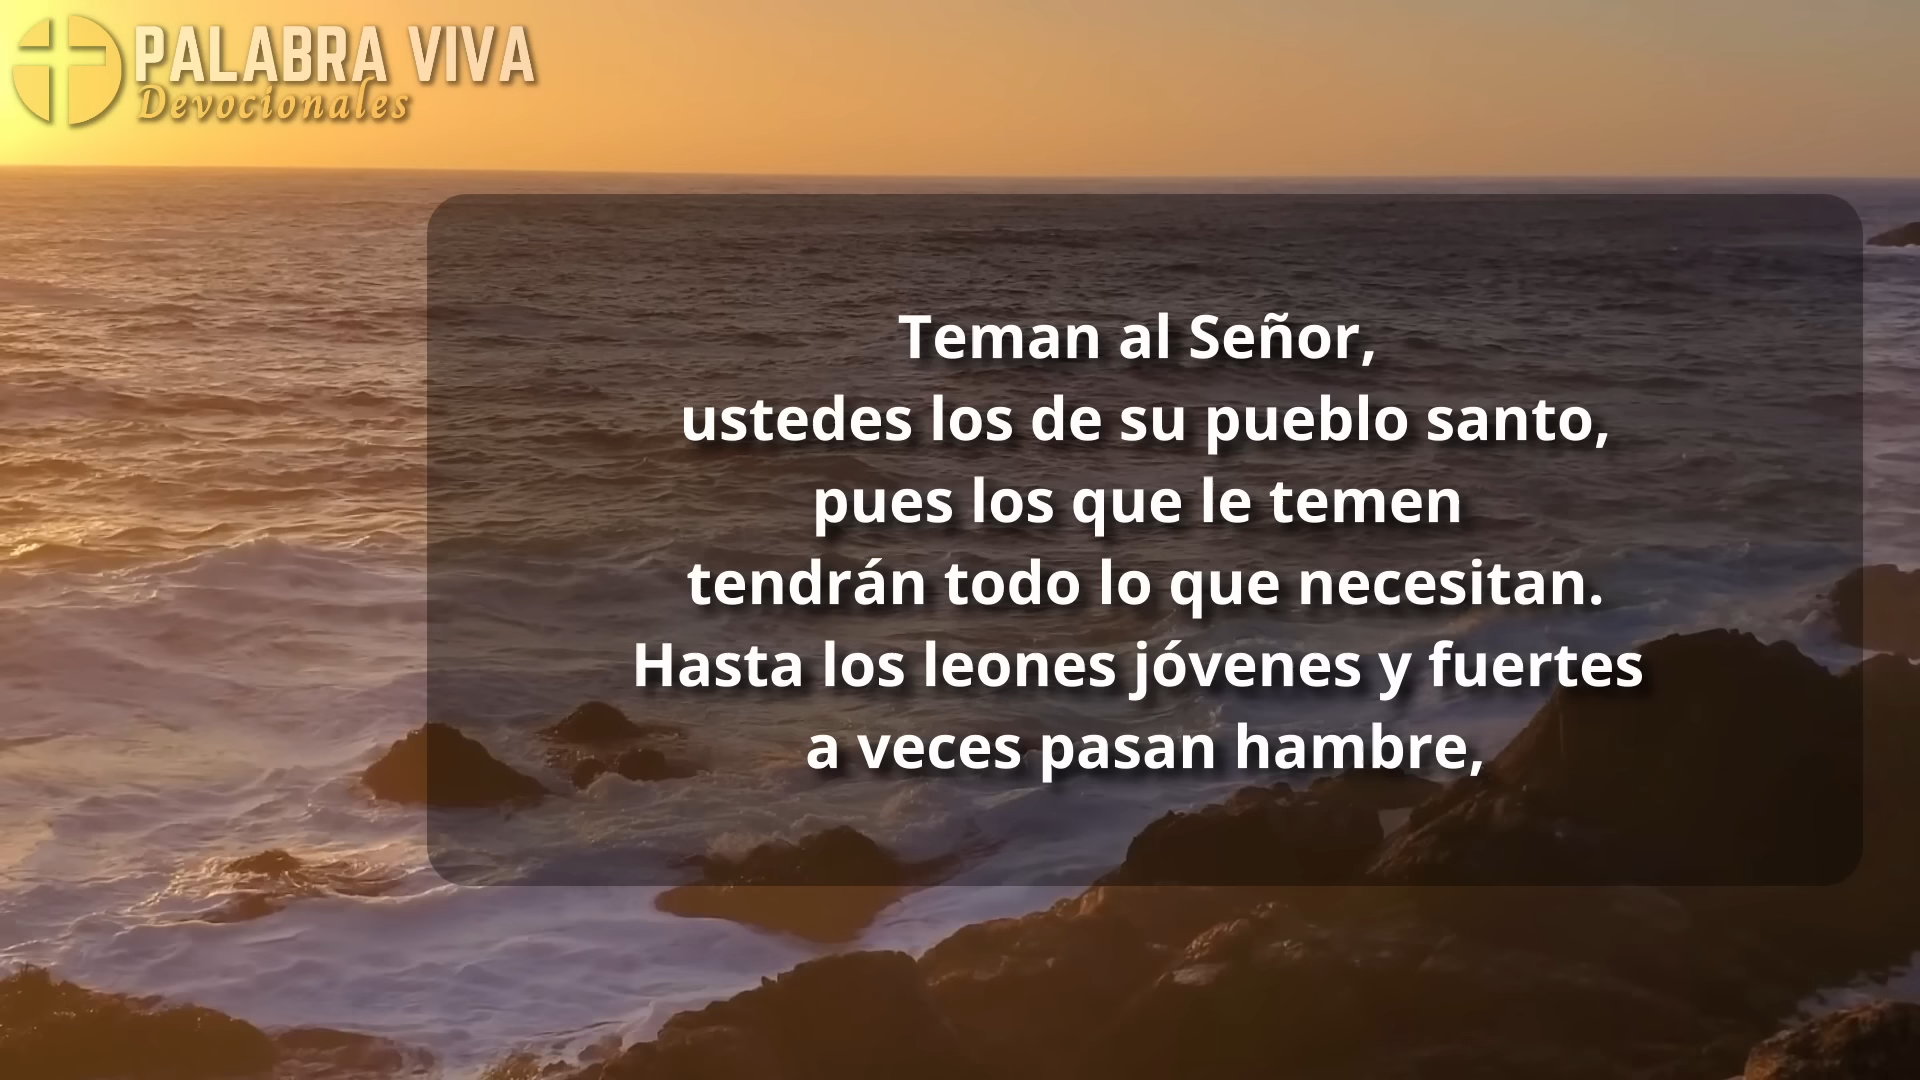 PALABRA VIVA
Devocionales
Teman al Señor,
ustedes los de su pueblo santo,
pues los que le temen
tendrán todo lo que necesitan.
Hasta los leones jóvenes y fuertes
a veces pasan hambre,